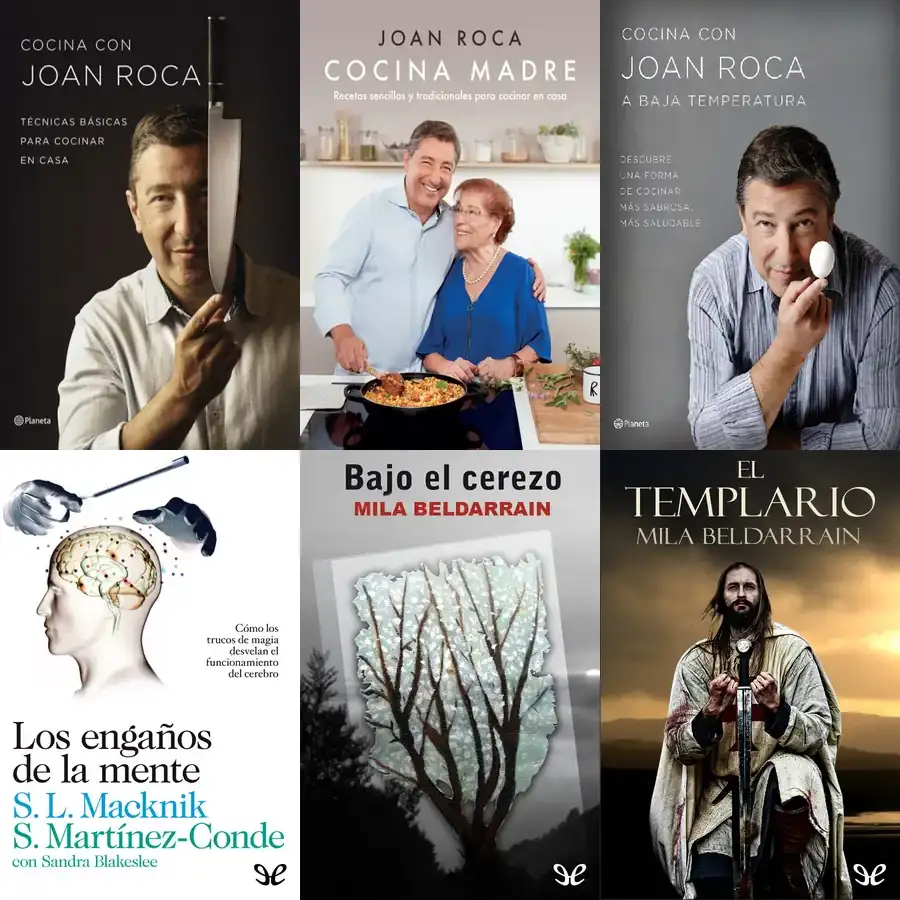 COCINA CON
JOAN ROCA
TÉCNICAS BÁSICAS
PARA COCINAR
EN CASA
Planeta
JOAN ROCA
COCINA MADRE
Recetas sencillas y tradicionales para cocinar en casa
R
COCINA CON
JOAN ROCA
A BAJA TEMPERATURA
DESCUBRE
UNA FORMA
DE COCINAR
MÁS SABROSA,
MÁS SALUDABLE
Planeta
Cómo los
trucos de magia
desvelan el
funcionamiento
del cerebro
Los engaños
de la mente
S. L. Macknik
S. Martínez-Conde
con Sandra Blakeslee
Bajo el cerezo
MILA BELDARRAIN
EL
TEMPLARIO
MILA BELDARRAIN